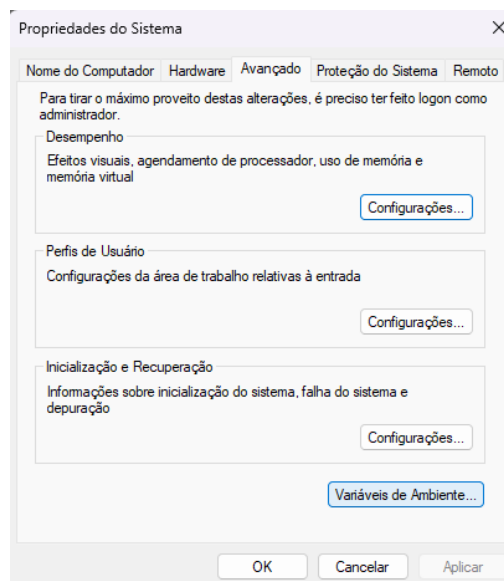 Propriedades do Sistema
Nome do Computador Hardware Avançado Proteção do Sistema Remoto
Para tirar o máximo proveito destas alterações, é preciso ter feito logon como
administrador.
Desempenho
Efeitos visuais, agendamento de processador, uso de memória e
memória virtual
Configurações...
Perfis de Usuário
Configurações da área de trabalho relativas à entrada
Configurações...
Inicialização e Recuperação
Informações sobre inicialização do sistema, falha do sistema e
depuração
Configurações...
Variáveis de Ambiente...
OK Cancelar Aplicar